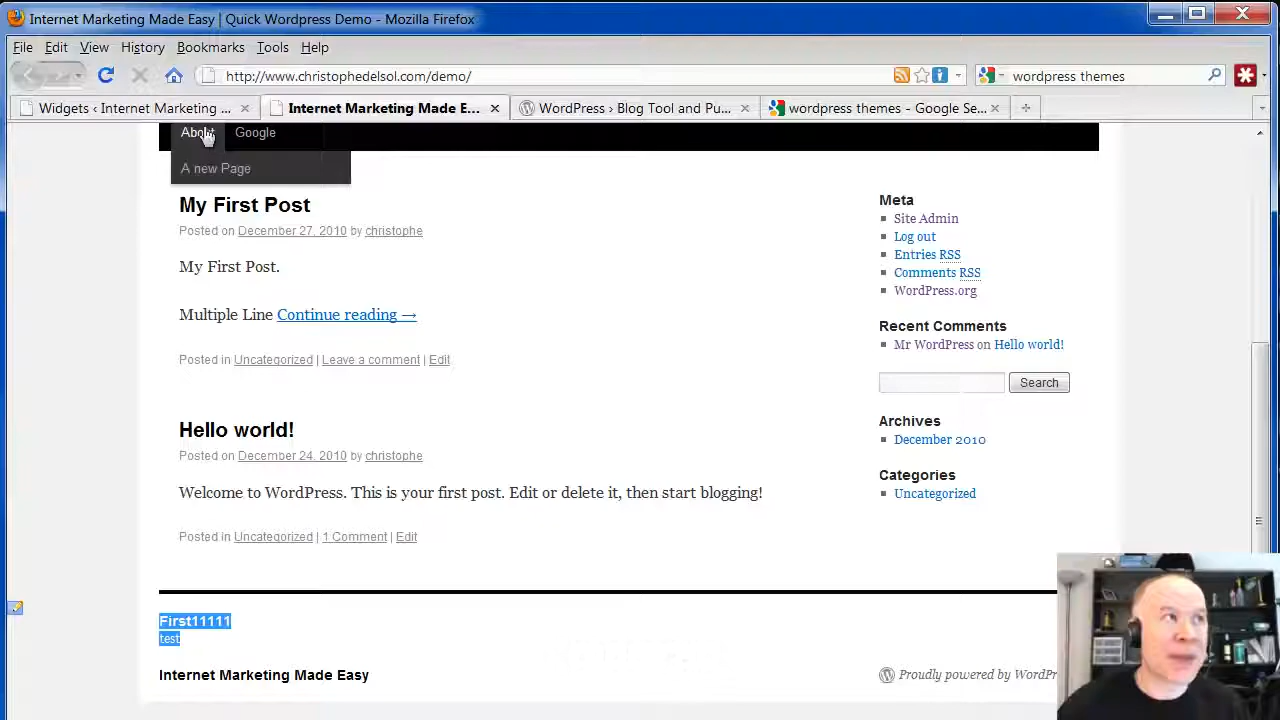 Internet Marketing Made Easy | Quick Wordpress Demo - Mozilla Firefox
File Edit View History Bookmarks Tools Help
http://www.christophedelsol.com/demo/
wordpress themes
Widgets ‹ Internet Marketing ...
Internet Marketing Made E...
WordPress › Blog Tool and Pu...
wordpress themes - Google Se...
About Google
A new Page
My First Post
Posted on December 27, 2010 by christophe
My First Post.
Multiple Line Continue reading →
Posted in Uncategorized | Leave a comment | Edit
Hello world!
Posted on December 24, 2010 by christophe
Welcome to WordPress. This is your first post. Edit or delete it, then start blogging!
Posted in Uncategorized | 1 Comment | Edit
Meta
Site Admin
Log out
Entries RSS
Comments RSS
WordPress.org
Recent Comments
Mr WordPress on Hello world!
Search
Archives
December 2010
Categories
Uncategorized
First11111
test
Internet Marketing Made Easy
Proudly powered by WordPr